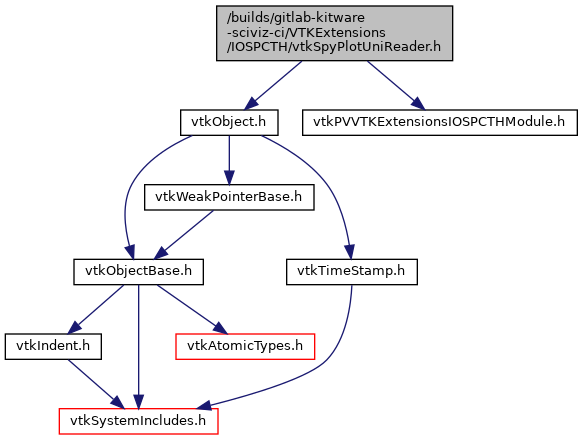 /builds/gitlab-kitware
-sciviz-ci/VTKExtensions
/IOSPCTH/vtkSpyPlotUniReader.h
vtkObject.h
vtkPVVTKExtensionsIOSPCTHModule.h
vtkWeakPointerBase.h
vtkObjectBase.h
vtkTimeStamp.h
vtkIndent.h
vtkAtomicTypes.h
vtkSystemIncludes.h